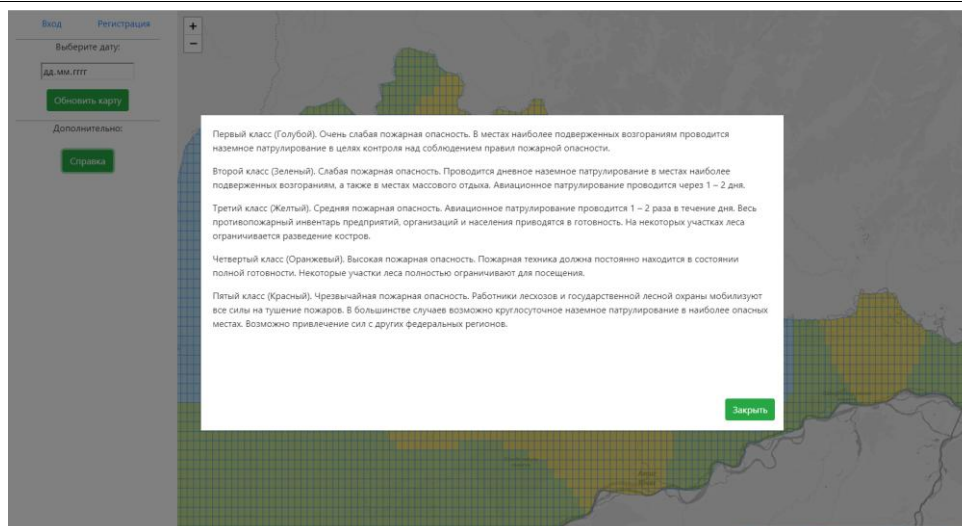 Вход Регистрация
Выберите дату:
дд.мм.гггг
Обновить карту
Дополнительно:
Справка
+
−
Первый класс (Голубой). Очень слабая пожарная опасность. В местах наиболее подверженных возгораниям проводится
наземное патрулирование в целях контроля над соблюдением правил пожарной опасности.
Второй класс (Зеленый). Слабая пожарная опасность. Проводится дневное наземное патрулирование в местах наиболее
подверженных возгораниям, а также в местах массового отдыха. Авиационное патрулирование проводится через 1 – 2 дня.
Третий класс (Желтый). Средняя пожарная опасность. Авиационное патрулирование проводится 1 – 2 раза в течение дня. Весь
противопожарный инвентарь предприятий, организаций и населения приводятся в готовность. На некоторых участках леса
ограничивается разведение костров.
Четвертый класс (Оранжевый). Высокая пожарная опасность. Пожарная техника должна постоянно находится в состоянии
полной готовности. Некоторые участки леса полностью ограничивают для посещения.
Пятый класс (Красный). Чрезвычайная пожарная опасность. Работники лесхозов и государственной лесной охраны мобилизуют
все силы на тушение пожаров. В большинстве случаев возможно круглосуточное наземное патрулирование в наиболее опасных
местах. Возможно привлечение сил с других федеральных регионов.
Закрыть